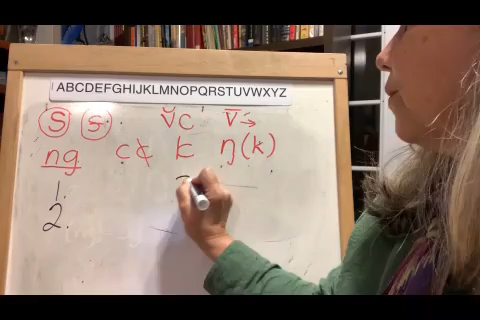 ABCDEFGHIJKLMNOPQRSTUVWXYZ
S S̶ V̆C V̄→
ng c ¢ k ŋ(k)
1.
2.